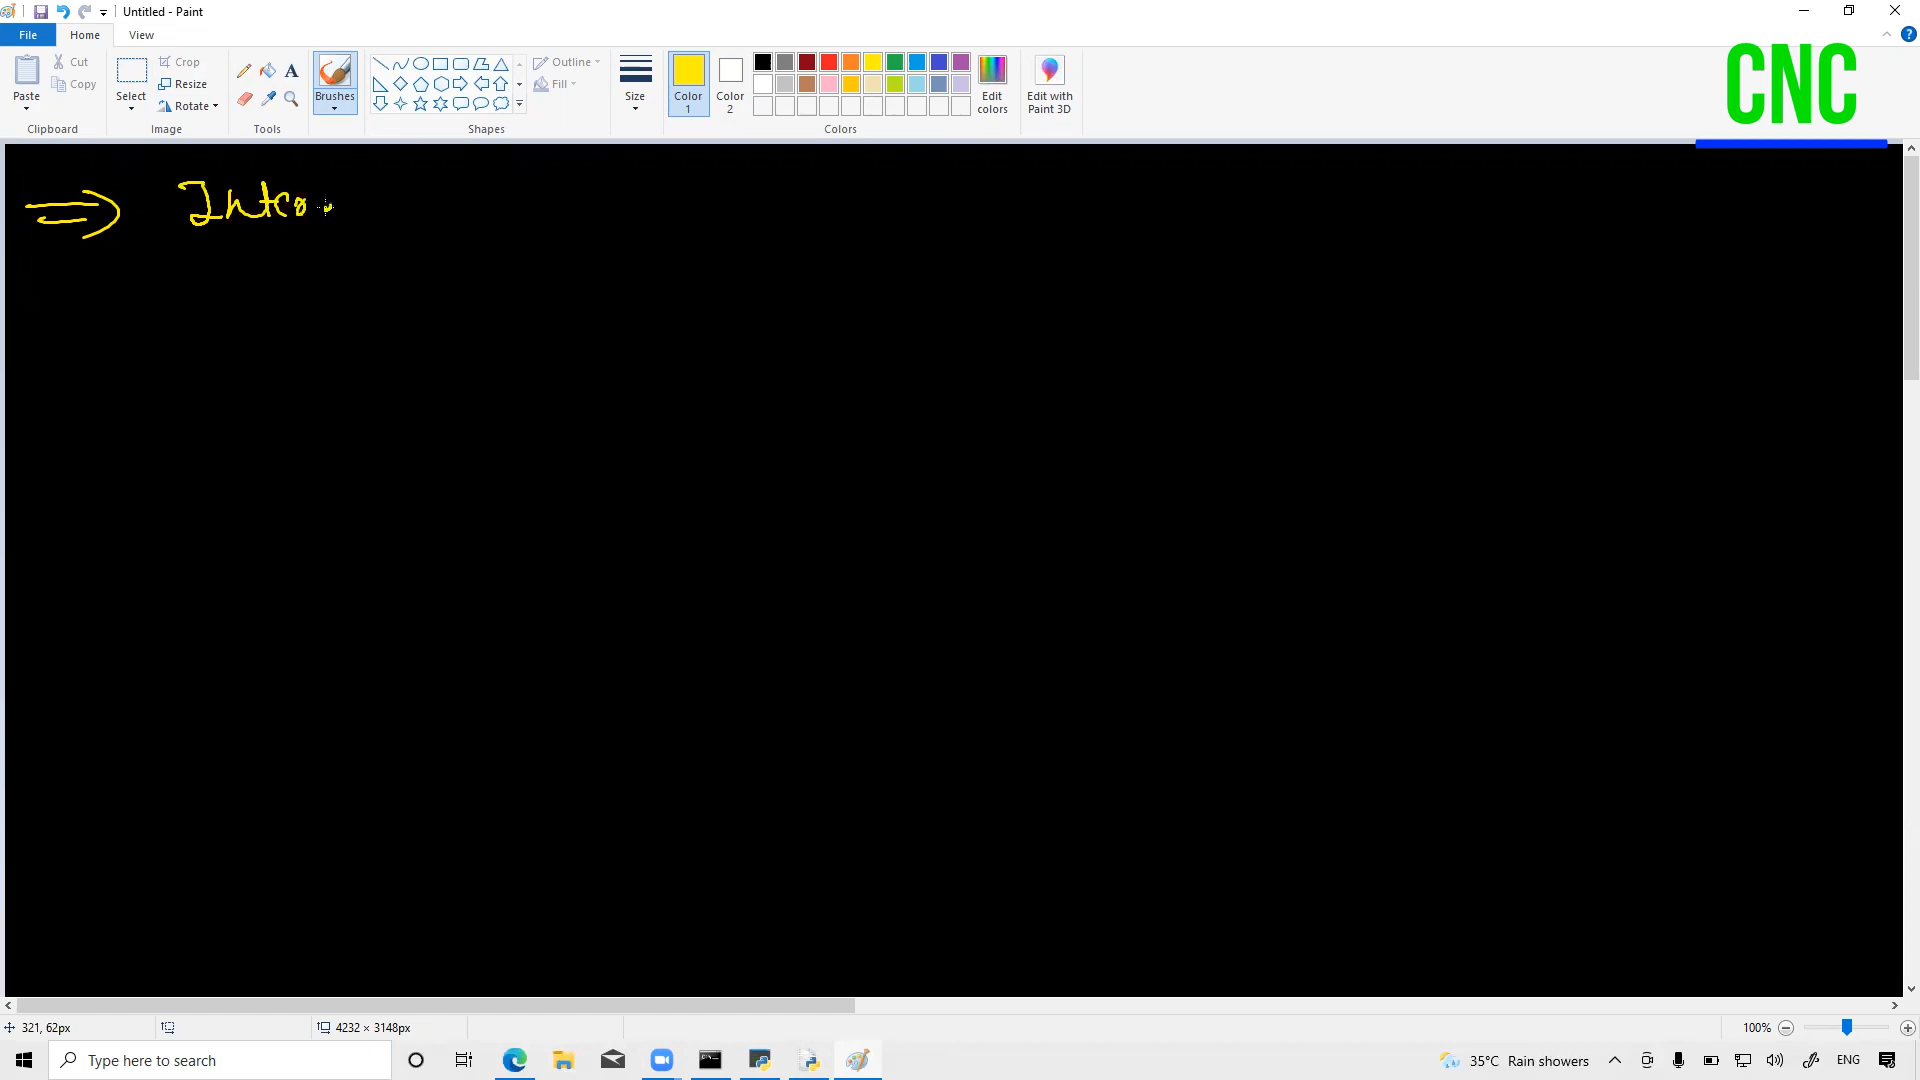 Untitled - Paint
File Home View
Paste Cut Copy Clipboard
Select Crop Resize Rotate Image
A Tools
Brushes
Shapes Outline Fill
Size
Color 1 Color 2 Colors Edit colors
Edit with Paint 3D
CNC
⇒ Intro
321, 62px 4232 × 3148px 100%
Type here to search 35°C Rain showers ENG